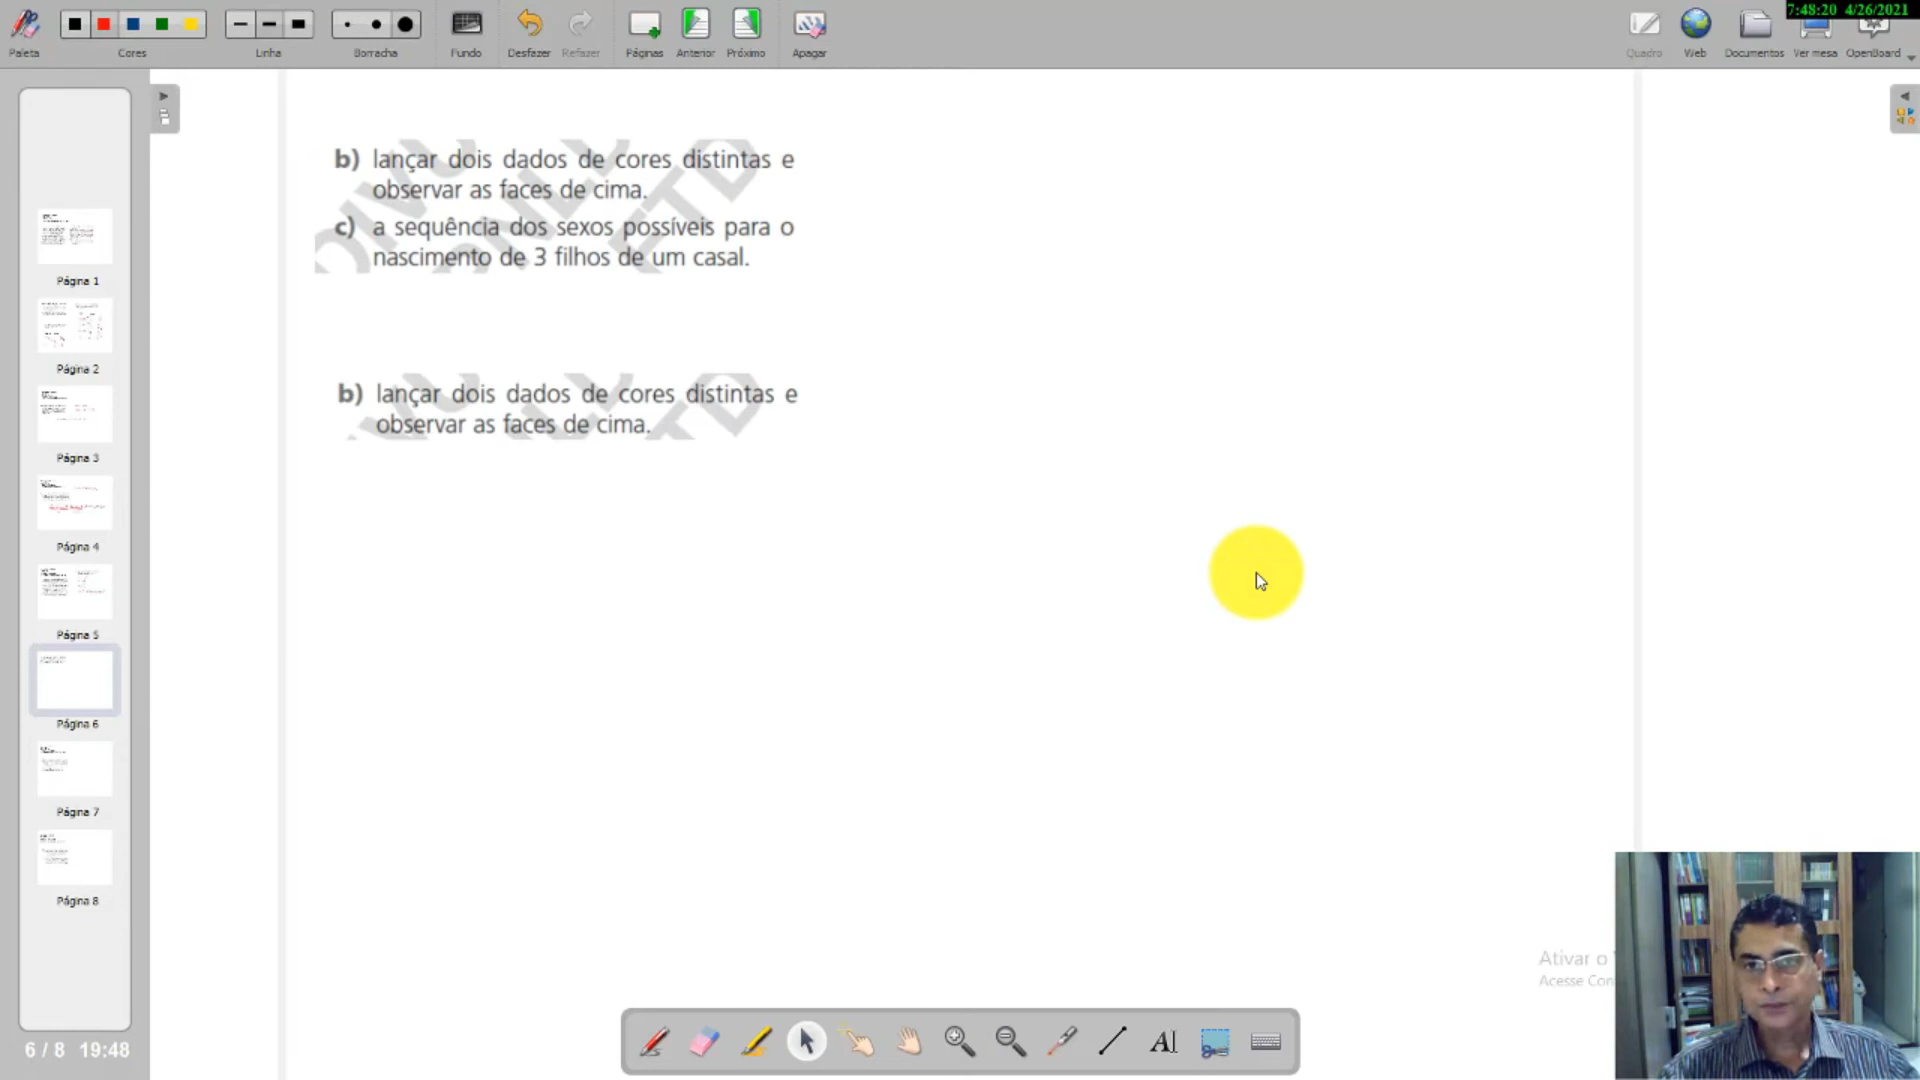 7:48:20 4/26/2021
Paleta
Cores
Linha
Borracha
Fundo
Desfazer
Refazer
Páginas
Anterior
Próximo
Apagar
Quadro
Web
Documentos
Ver mesa
OpenBoard
b) lançar dois dados de cores distintas e
observar as faces de cima.
c) a sequência dos sexos possíveis para o
nascimento de 3 filhos de um casal.
b) lançar dois dados de cores distintas e
observar as faces de cima.
Página 1
Página 2
Página 3
Página 4
Página 5
Página 6
Página 7
Página 8
6 / 8 19:48
Ativar o
Acesse Con